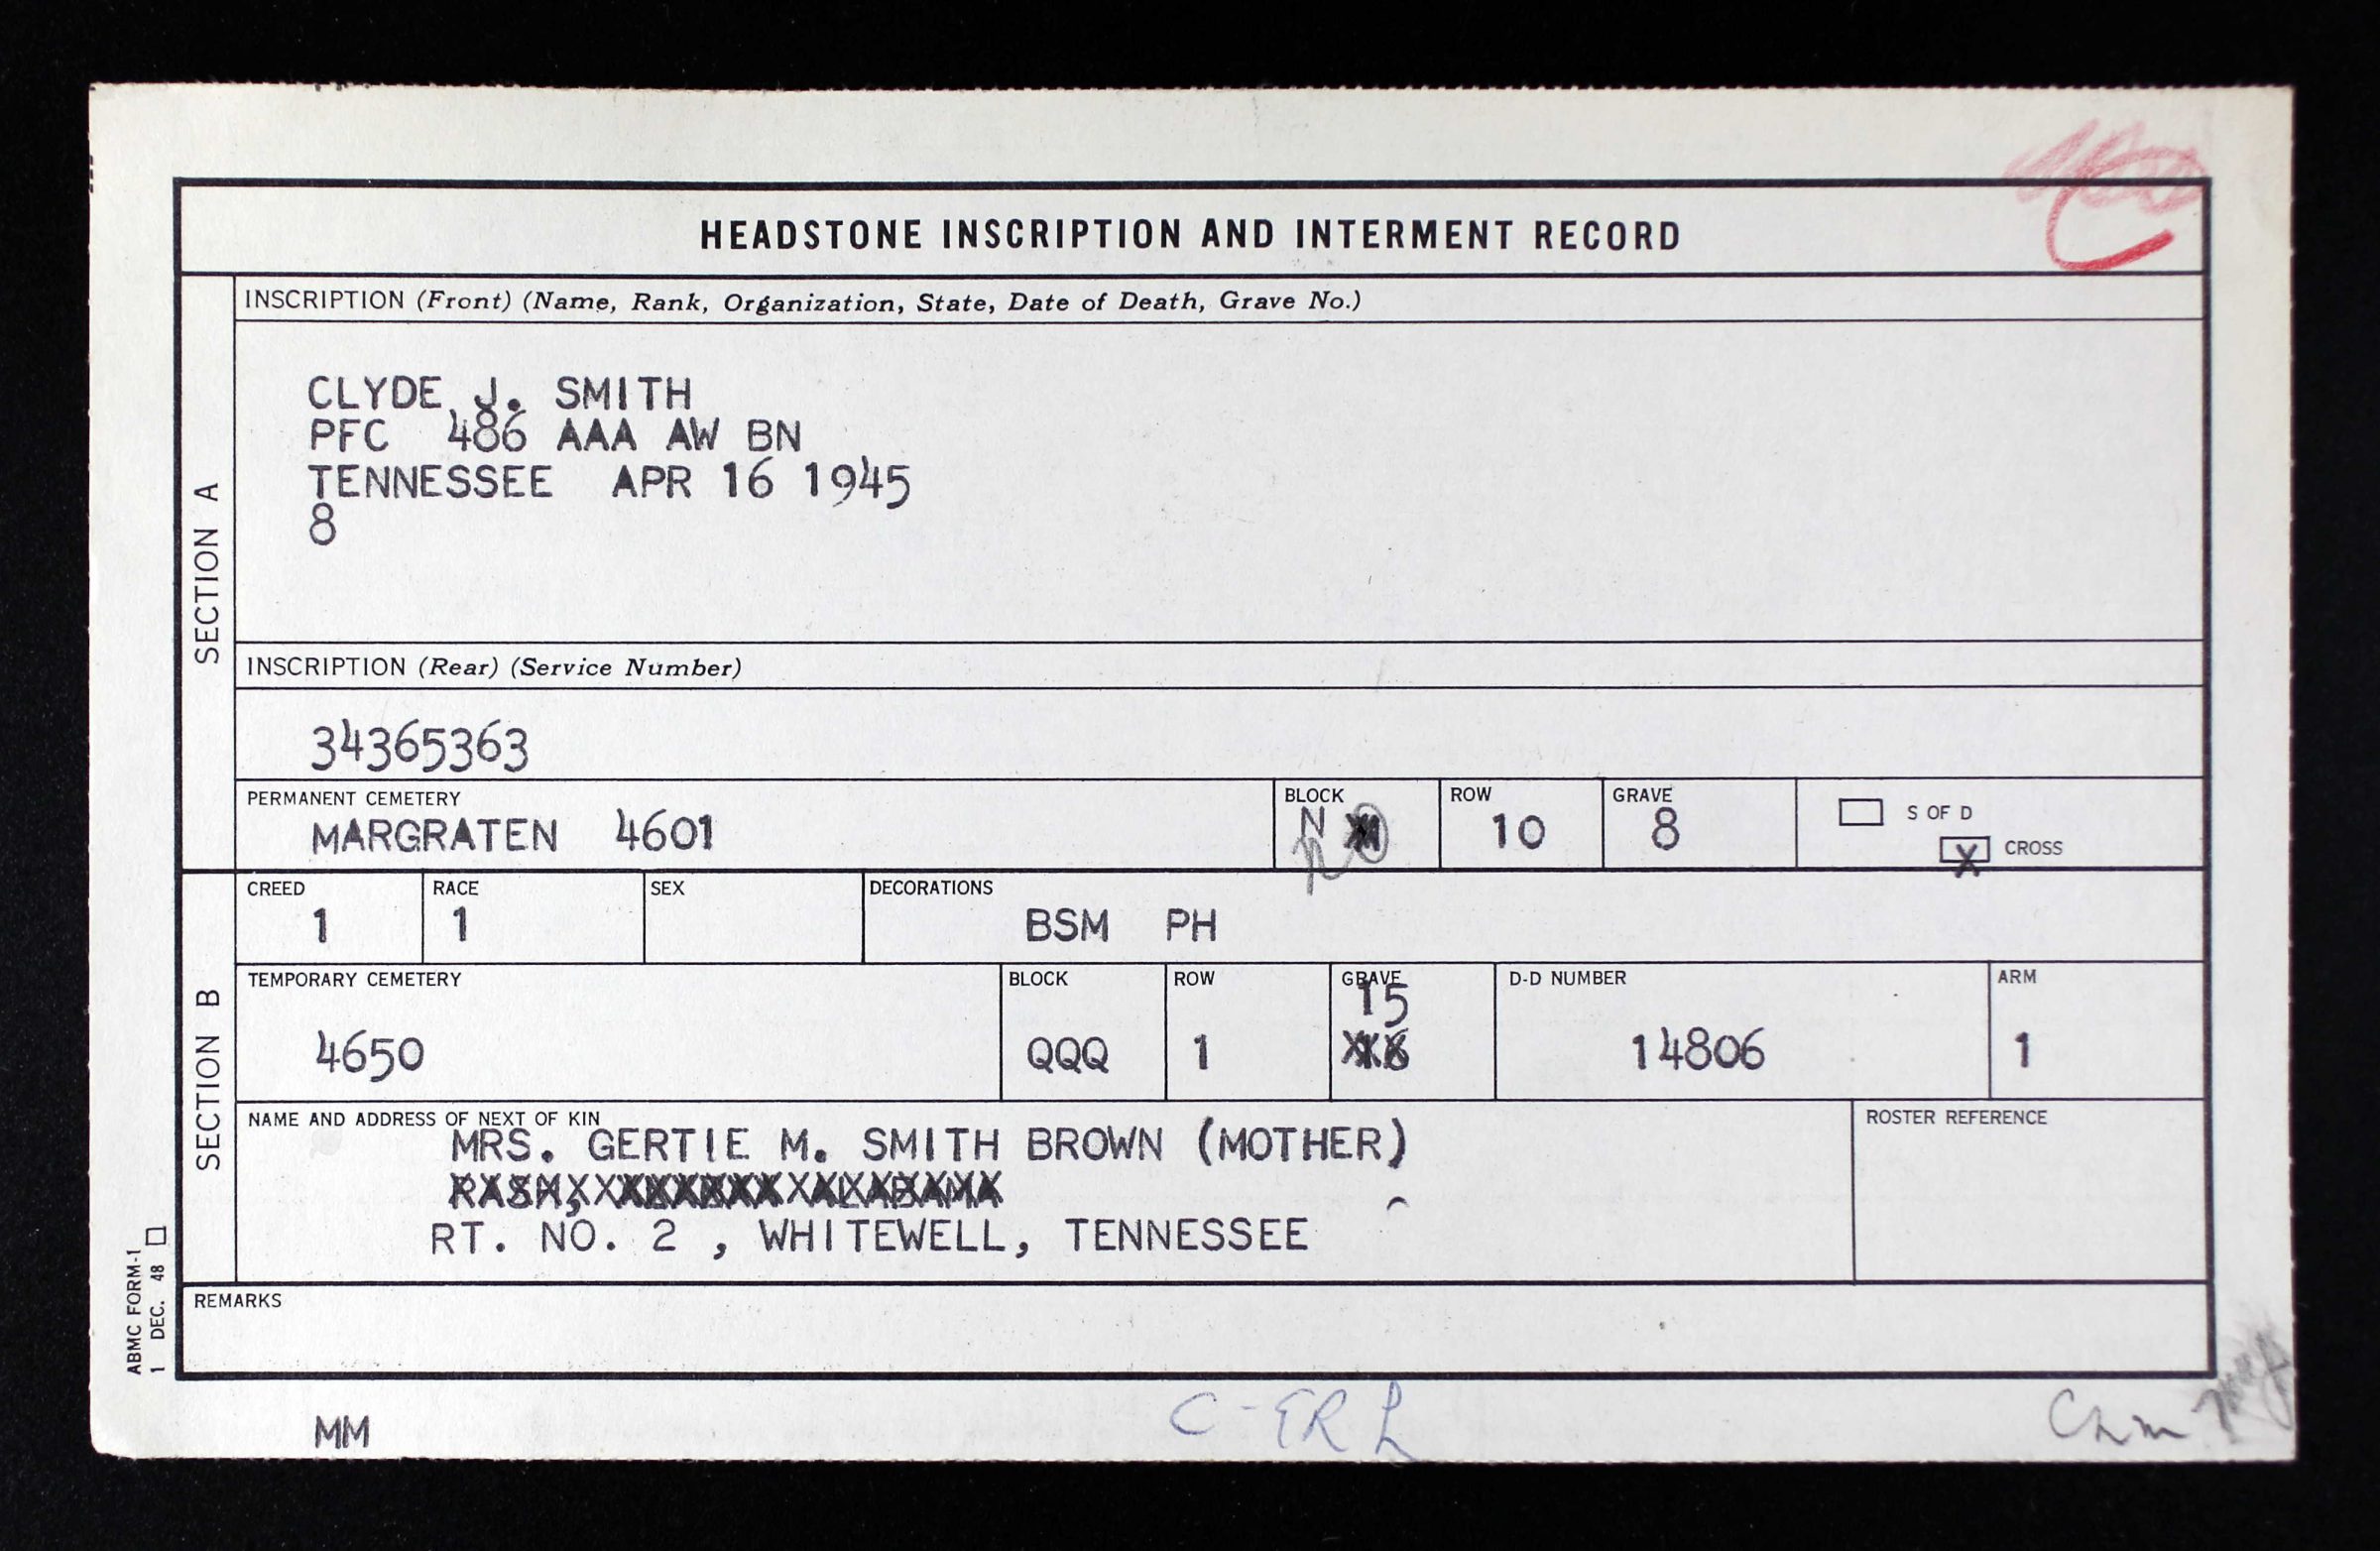 HEADSTONE INSCRIPTION AND INTERMENT RECORD
SECTION A
INSCRIPTION (Front) (Name, Rank, Organization, State, Date of Death, Grave No.)
CLYDE J. SMITH
PFC 486 AAA AW BN
TENNESSEE APR 16 1945
8
INSCRIPTION (Rear) (Service Number)
34365363
PERMANENT CEMETERY BLOCK ROW GRAVE
MARGRATEN 4601 N 10 8
S OF D
X CROSS
SECTION B
CREED RACE SEX DECORATIONS
1 1 BSM PH
TEMPORARY CEMETERY BLOCK ROW GRAVE D-D NUMBER ARM
15
4650 QQQ 1 14806 1
NAME AND ADDRESS OF NEXT OF KIN ROSTER REFERENCE
MRS. GERTIE M. SMITH BROWN (MOTHER)
RT. NO. 2 , WHITEWELL, TENNESSEE
REMARKS
ABMC FORM-1
1 DEC. 48
MM
C-ER L